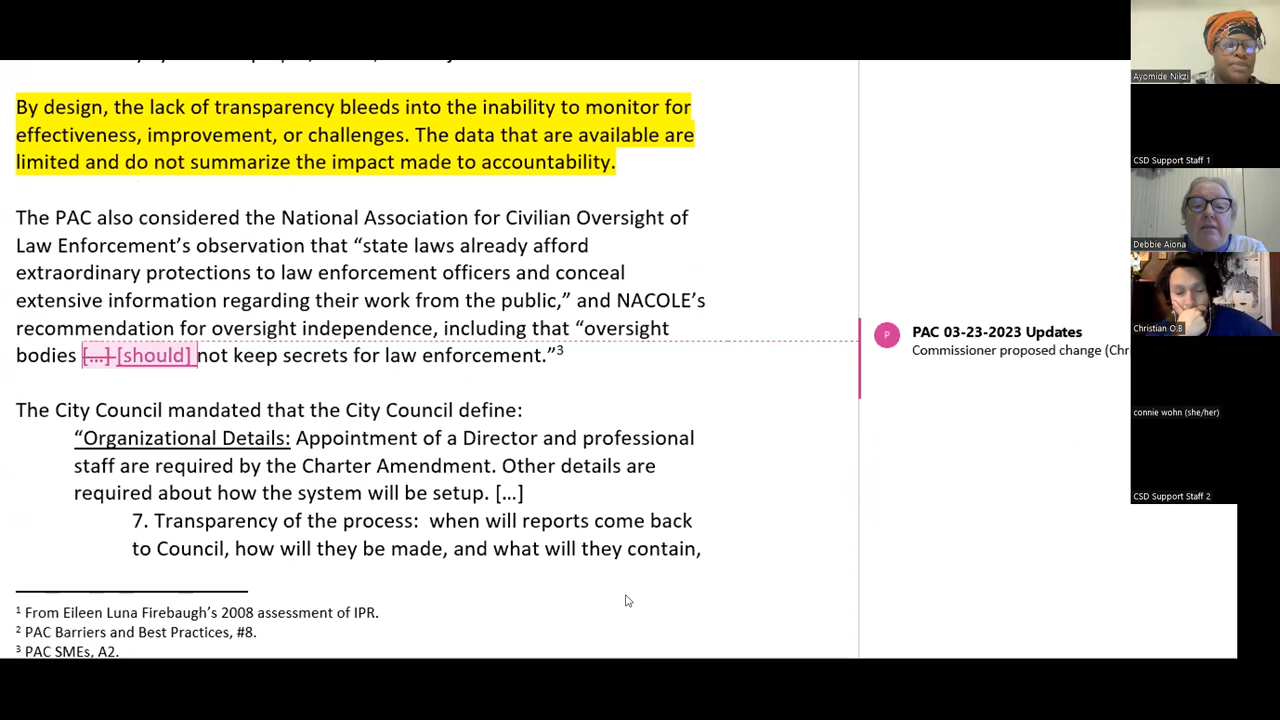 By design, the lack of transparency bleeds into the inability to monitor for
effectiveness, improvement, or challenges. The data that are available are
limited and do not summarize the impact made to accountability.
The PAC also considered the National Association for Civilian Oversight of
Law Enforcement’s observation that “state laws already afford
extraordinary protections to law enforcement officers and conceal
extensive information regarding their work from the public,” and NACOLE’s
recommendation for oversight independence, including that “oversight
bodies [...] [should] not keep secrets for law enforcement.”3
The City Council mandated that the City Council define:
“Organizational Details: Appointment of a Director and professional
staff are required by the Charter Amendment. Other details are
required about how the system will be setup. [...]
7. Transparency of the process: when will reports come back
to Council, how will they be made, and what will they contain,
1 From Eileen Luna Firebaugh’s 2008 assessment of IPR.
2 PAC Barriers and Best Practices, #8.
3 PAC SMEs, A2.
P
PAC 03-23-2023 Updates
Commissioner proposed change (Chr
Ayomide Nikzi
CSD Support Staff 1
Debbie Aiona
Christian O.B
connie wohn (she/her)
CSD Support Staff 2